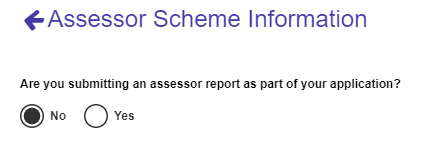 Assessor Scheme Information
Are you submitting an assessor report as part of your application?
No Yes